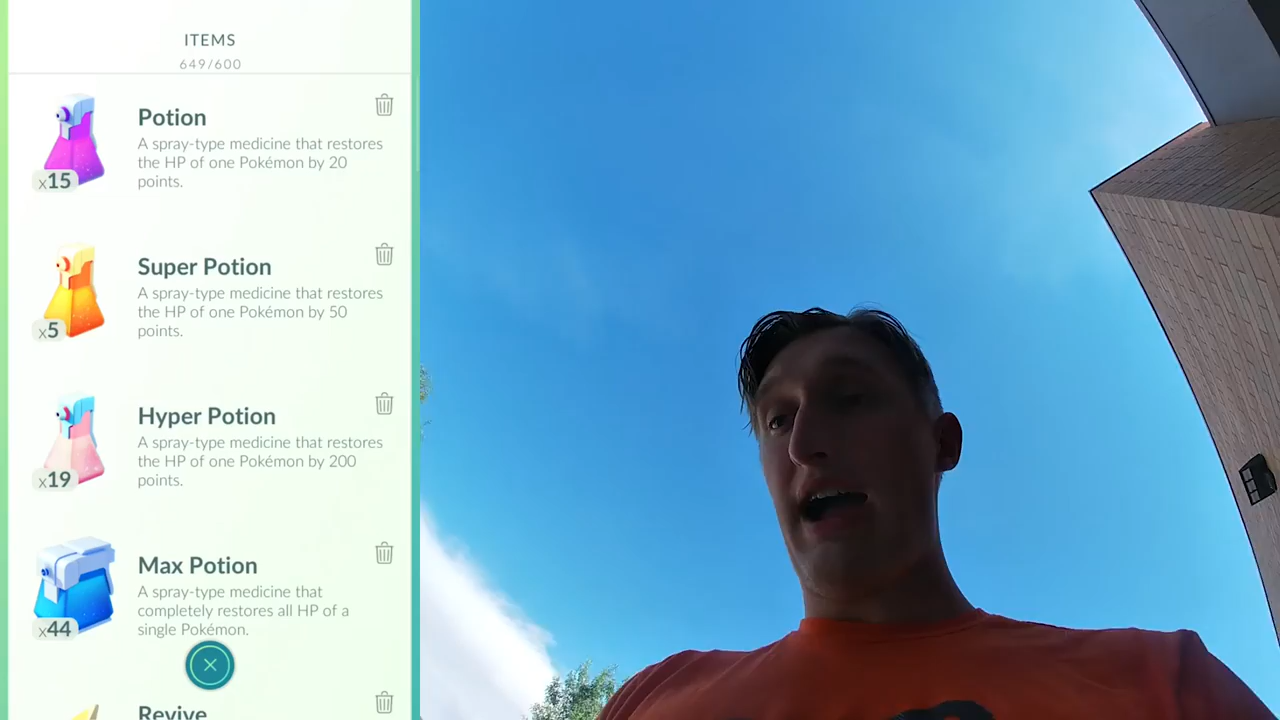 ITEMS
649/600
Potion
A spray-type medicine that restores
the HP of one Pokémon by 20
points.
x15
Super Potion
A spray-type medicine that restores
the HP of one Pokémon by 50
points.
x5
Hyper Potion
A spray-type medicine that restores
the HP of one Pokémon by 200
points.
x19
Max Potion
A spray-type medicine that
completely restores all HP of a
single Pokémon.
x44
Revive